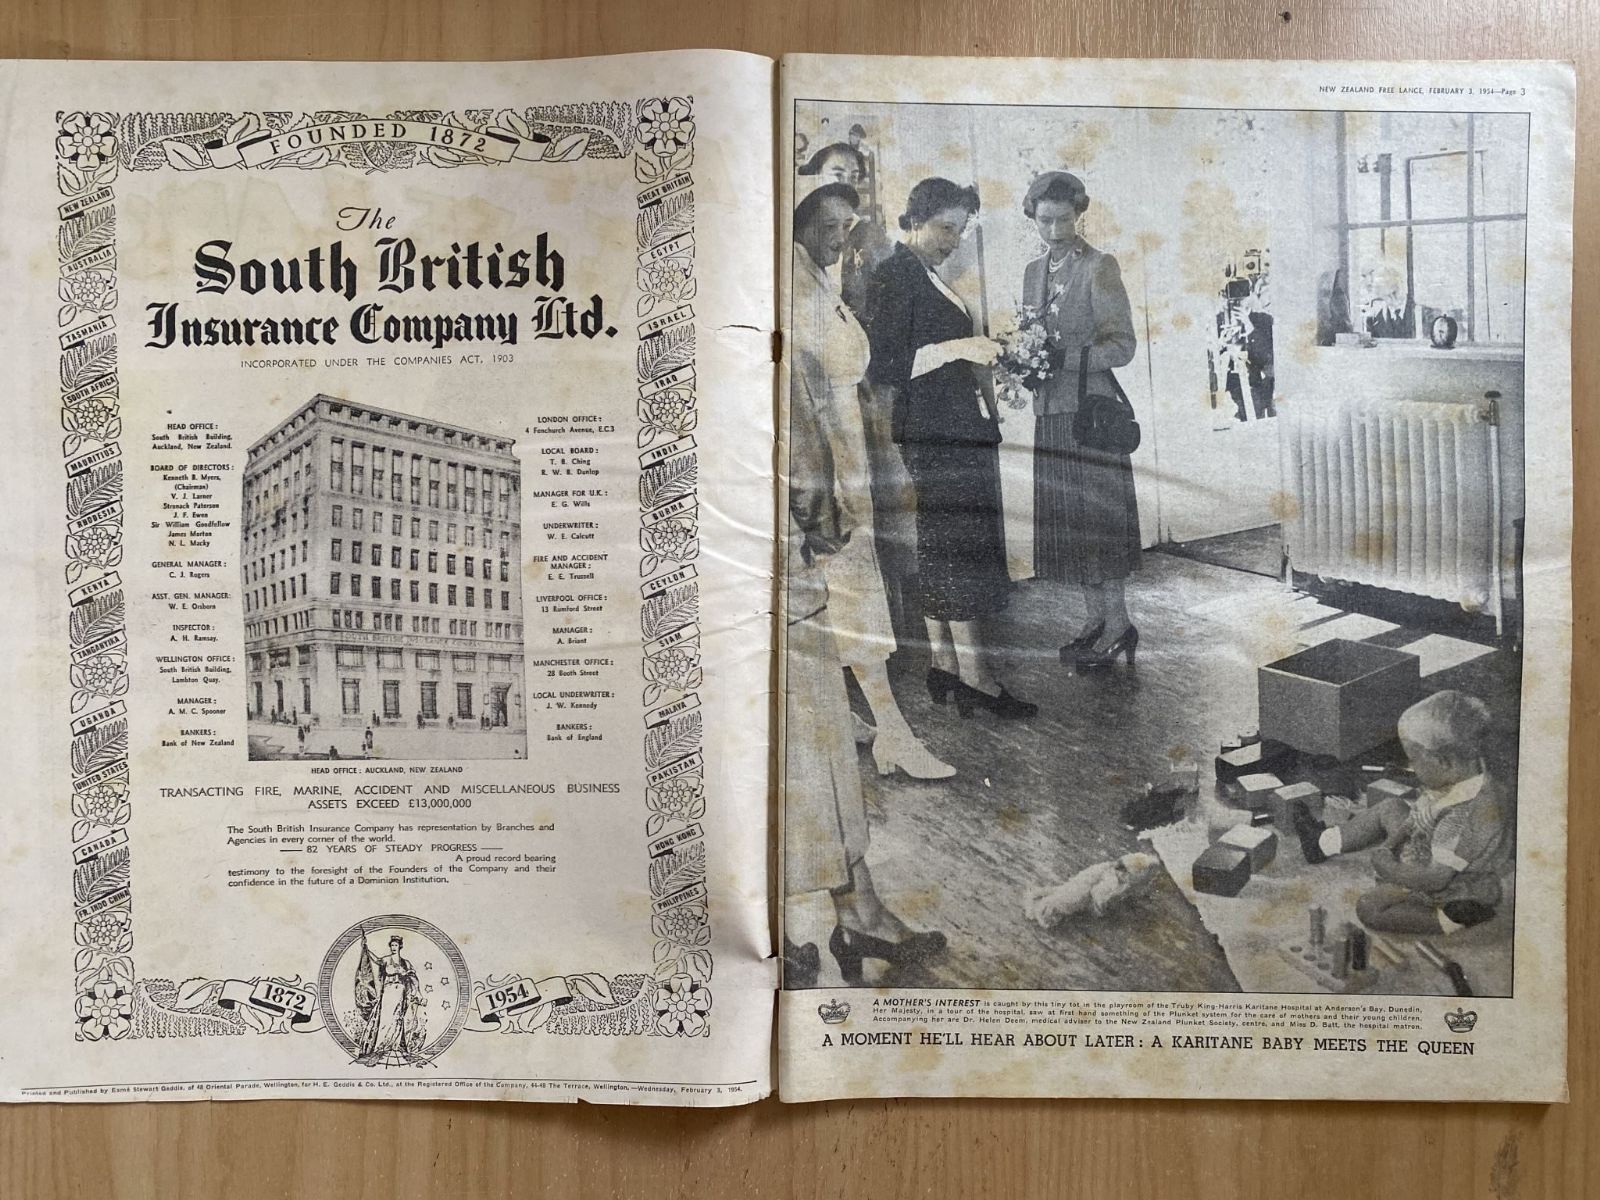 FOUNDED 1872
NEW ZEALAND
AUSTRALIA
TASMANIA
SOUTH AFRICA
MAURITIUS
RHODESIA
KENYA
TANGANYIKA
UGANDA
UNITED STATES
CANADA
FR. INDO CHINA
The
South British
Insurance Company Ltd.
INCORPORATED UNDER THE COMPANIES ACT, 1903
HEAD OFFICE:
South British Building,
Auckland, New Zealand.
BOARD OF DIRECTORS:
Kenneth B. Myers,
(Chairman)
V. J. Larner
Stronach Paterson
J. F. Ewen
Sir William Goodfellow
James Morton
N. L. Macky
GENERAL MANAGER:
C. J. Rogers
ASST. GEN. MANAGER:
W. E. Osborn
INSPECTOR:
A. H. Ramsay.
WELLINGTON OFFICE:
South British Building,
Lambton Quay.
MANAGER:
A. M. C. Spooner
BANKERS:
Bank of New Zealand
SOUTH BRITISH INSURANCE
LONDON OFFICE:
4 Fenchurch Avenue, E.C.3
LOCAL BOARD:
T. B. Ching
R. W. B. Dunlop
MANAGER FOR U.K.:
E. G. Wills
UNDERWRITER:
W. E. Calcutt
FIRE AND ACCIDENT
MANAGER:
E. E. Trussell
LIVERPOOL OFFICE:
13 Rumford Street
MANAGER:
A. Briant
MANCHESTER OFFICE:
28 Booth Street
LOCAL UNDERWRITER:
J. W. Kennedy
BANKERS:
Bank of England
GREAT BRITAIN
EGYPT
ISRAEL
IRAQ
INDIA
BURMA
CEYLON
SIAM
MALAYA
PAKISTAN
HONG KONG
PHILIPPINES
HEAD OFFICE: AUCKLAND, NEW ZEALAND
TRANSACTING FIRE, MARINE, ACCIDENT AND MISCELLANEOUS BUSINESS
ASSETS EXCEED £13,000,000
The South British Insurance Company has representation by Branches and
Agencies in every corner of the world.
— 82 YEARS OF STEADY PROGRESS —
A proud record bearing
testimony to the foresight of the Founders of the Company and their
confidence in the future of a Dominion Institution.
1872
1954
Printed and Published by Esmé Stewart Geddis, of 48 Oriental Parade, Wellington, for H. E. Geddis & Co. Ltd., at the Registered Office of the Company, 44-48 The Terrace, Wellington.—Wednesday, February 3, 1954.
NEW ZEALAND FREE LANCE, FEBRUARY 3, 1954—Page 3
A MOTHER'S INTEREST is caught by this tiny tot in the playroom of the Truby King-Harris Karitane Hospital at Anderson's Bay, Dunedin.
Her Majesty, in a tour of the hospital, saw at first hand something of the Plunket system for the care of mothers and their young children.
Accompanying her are Dr. Helen Deem, medical adviser to the New Zealand Plunket Society, centre, and Miss D. Batt, the hospital matron.
A MOMENT HE'LL HEAR ABOUT LATER: A KARITANE BABY MEETS THE QUEEN